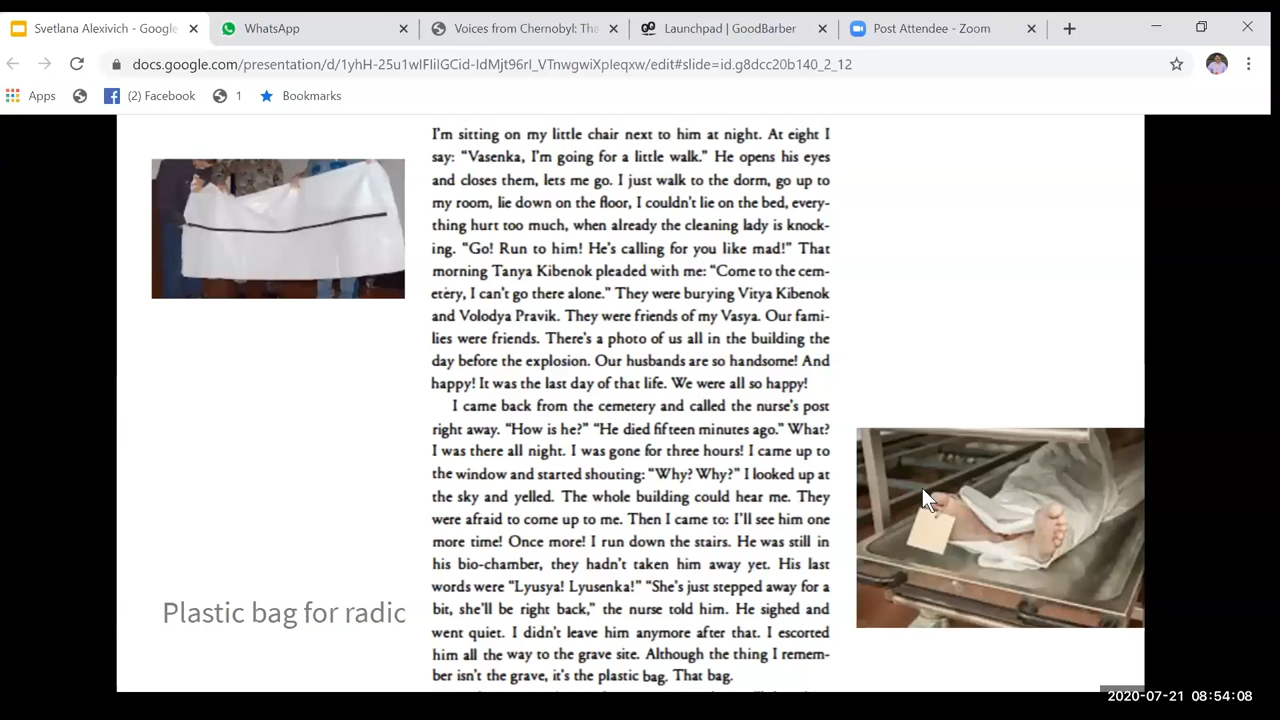 Svetlana Alexivich - Google
WhatsApp
Voices from Chernobyl: The
Launchpad | GoodBarber
Post Attendee - Zoom
docs.google.com/presentation/d/1yhH-25u1wIFIiIGCid-IdMjt96rI_VTnwgwiXpIeqxw/edit#slide=id.g8dcc20b140_2_12
Apps
(2) Facebook
1
Bookmarks
I'm sitting on my little chair next to him at night. At eight I
say: “Vasenka, I'm going for a little walk.” He opens his eyes
and closes them, lets me go. I just walk to the dorm, go up to
my room, lie down on the floor, I couldn't lie on the bed, every-
thing hurt too much, when already the cleaning lady is knock-
ing. “Go! Run to him! He's calling for you like mad!” That
morning Tanya Kibenok pleaded with me: “Come to the cem-
etery, I can't go there alone.” They were burying Vitya Kibenok
and Volodya Pravik. They were friends of my Vasya. Our fami-
lies were friends. There's a photo of us all in the building the
day before the explosion. Our husbands are so handsome! And
happy! It was the last day of that life. We were all so happy!
I came back from the cemetery and called the nurse's post
right away. “How is he?” “He died fifteen minutes ago.” What?
I was there all night. I was gone for three hours! I came up to
the window and started shouting: “Why? Why?” I looked up at
the sky and yelled. The whole building could hear me. They
were afraid to come up to me. Then I came to: I'll see him one
more time! Once more! I run down the stairs. He was still in
his bio-chamber, they hadn't taken him away yet. His last
words were “Lyusya! Lyusenka!” “She's just stepped away for a
bit, she'll be right back,” the nurse told him. He sighed and
went quiet. I didn't leave him anymore after that. I escorted
him all the way to the grave site. Although the thing I remem-
ber isn't the grave, it's the plastic bag. That bag.
Plastic bag for radic
2020-07-21 08:54:08